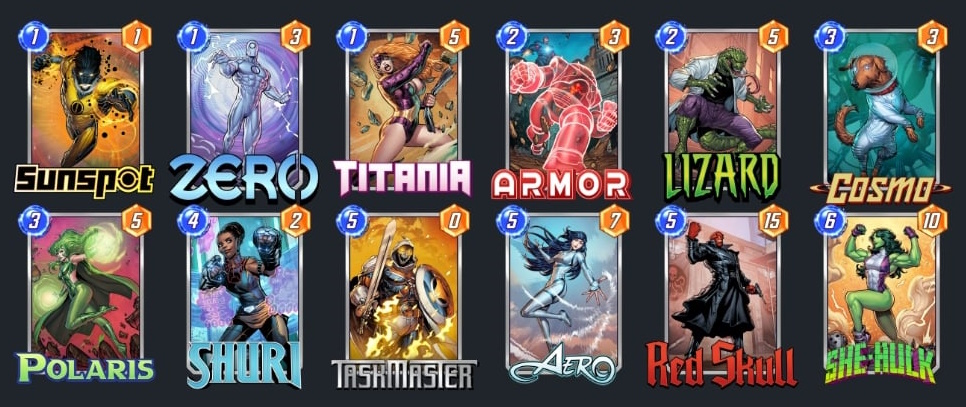 1 1 1 3 1 5 2 3 2 5 3 3
Sunspot ZERO TITANIA ARMOR LIZARD COSMO
3 5 4 2 5 0 5 7 5 15 6 10
POLARIS SHURI TASKMASTER AERO Red Skull SHE-HULK